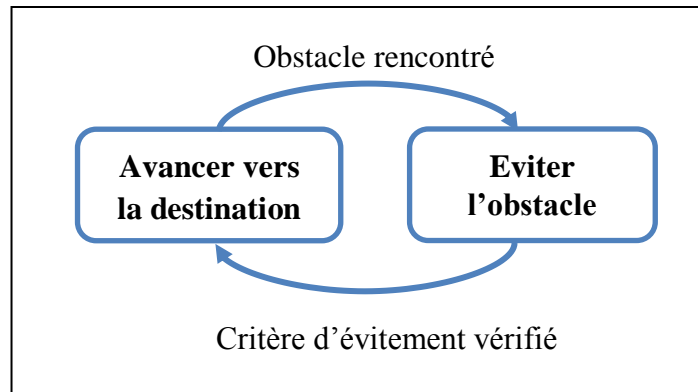 Obstacle rencontré
Avancer vers
la destination
Eviter
l’obstacle
Critère d’évitement vérifié